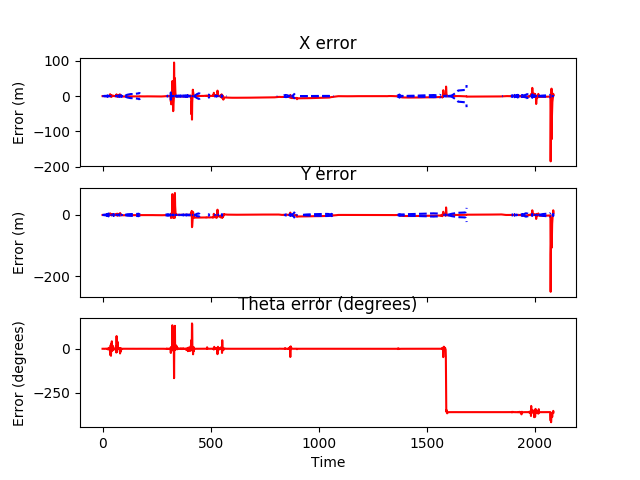 X error
100
0
−100
−200
Error (m)
Y error
0
−200
Error (m)
Theta error (degrees)
0
−250
Error (degrees)
0
500
1000
1500
2000
Time